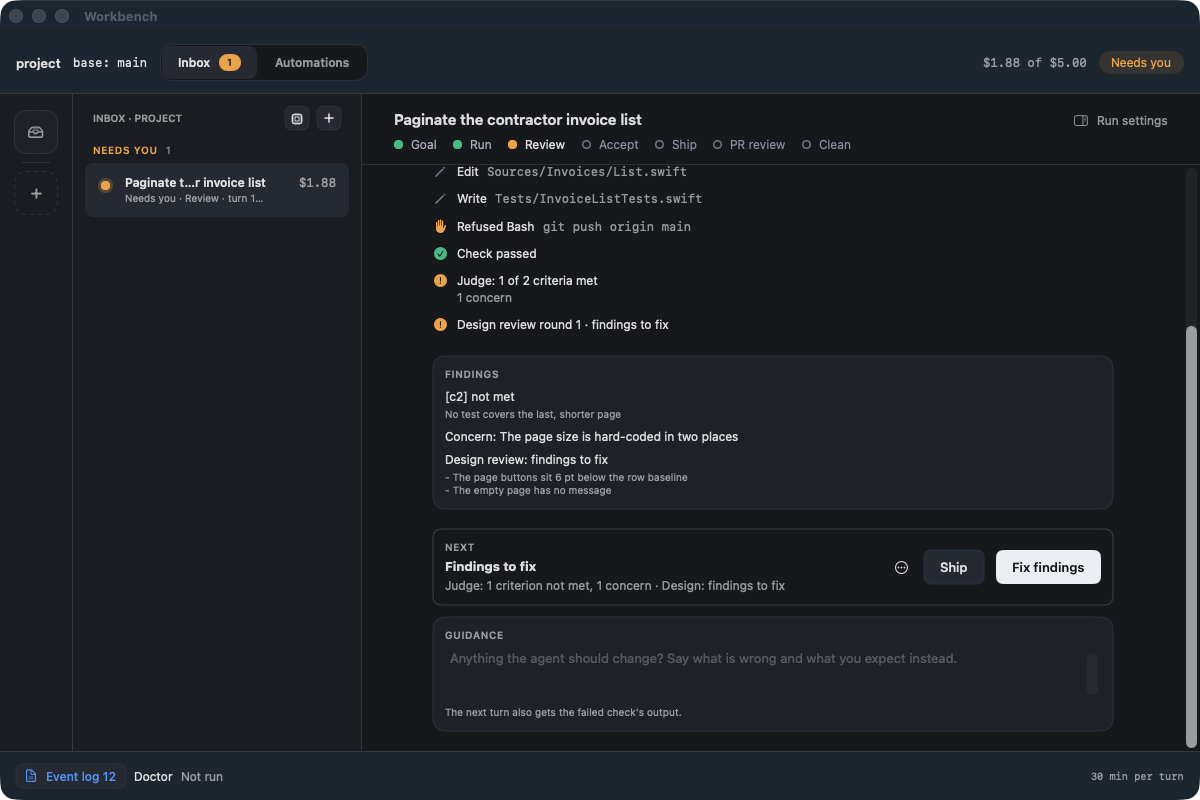 Workbench
project base: main Inbox 1 Automations $1.88 of $5.00 Needs you
INBOX · PROJECT
NEEDS YOU 1
Paginate t...r invoice list $1.88
Needs you · Review · turn 1...
Paginate the contractor invoice list
Run settings
Goal Run Review Accept Ship PR review Clean
Edit Sources/Invoices/List.swift
Write Tests/InvoiceListTests.swift
Refused Bash git push origin main
Check passed
Judge: 1 of 2 criteria met
1 concern
Design review round 1 · findings to fix
FINDINGS
[c2] not met
No test covers the last, shorter page
Concern: The page size is hard-coded in two places
Design review: findings to fix
- The page buttons sit 6 pt below the row baseline
- The empty page has no message
NEXT
Findings to fix
Judge: 1 criterion not met, 1 concern · Design: findings to fix
Ship
Fix findings
GUIDANCE
Anything the agent should change? Say what is wrong and what you expect instead.
The next turn also gets the failed check's output.
Event log 12 Doctor Not run 30 min per turn